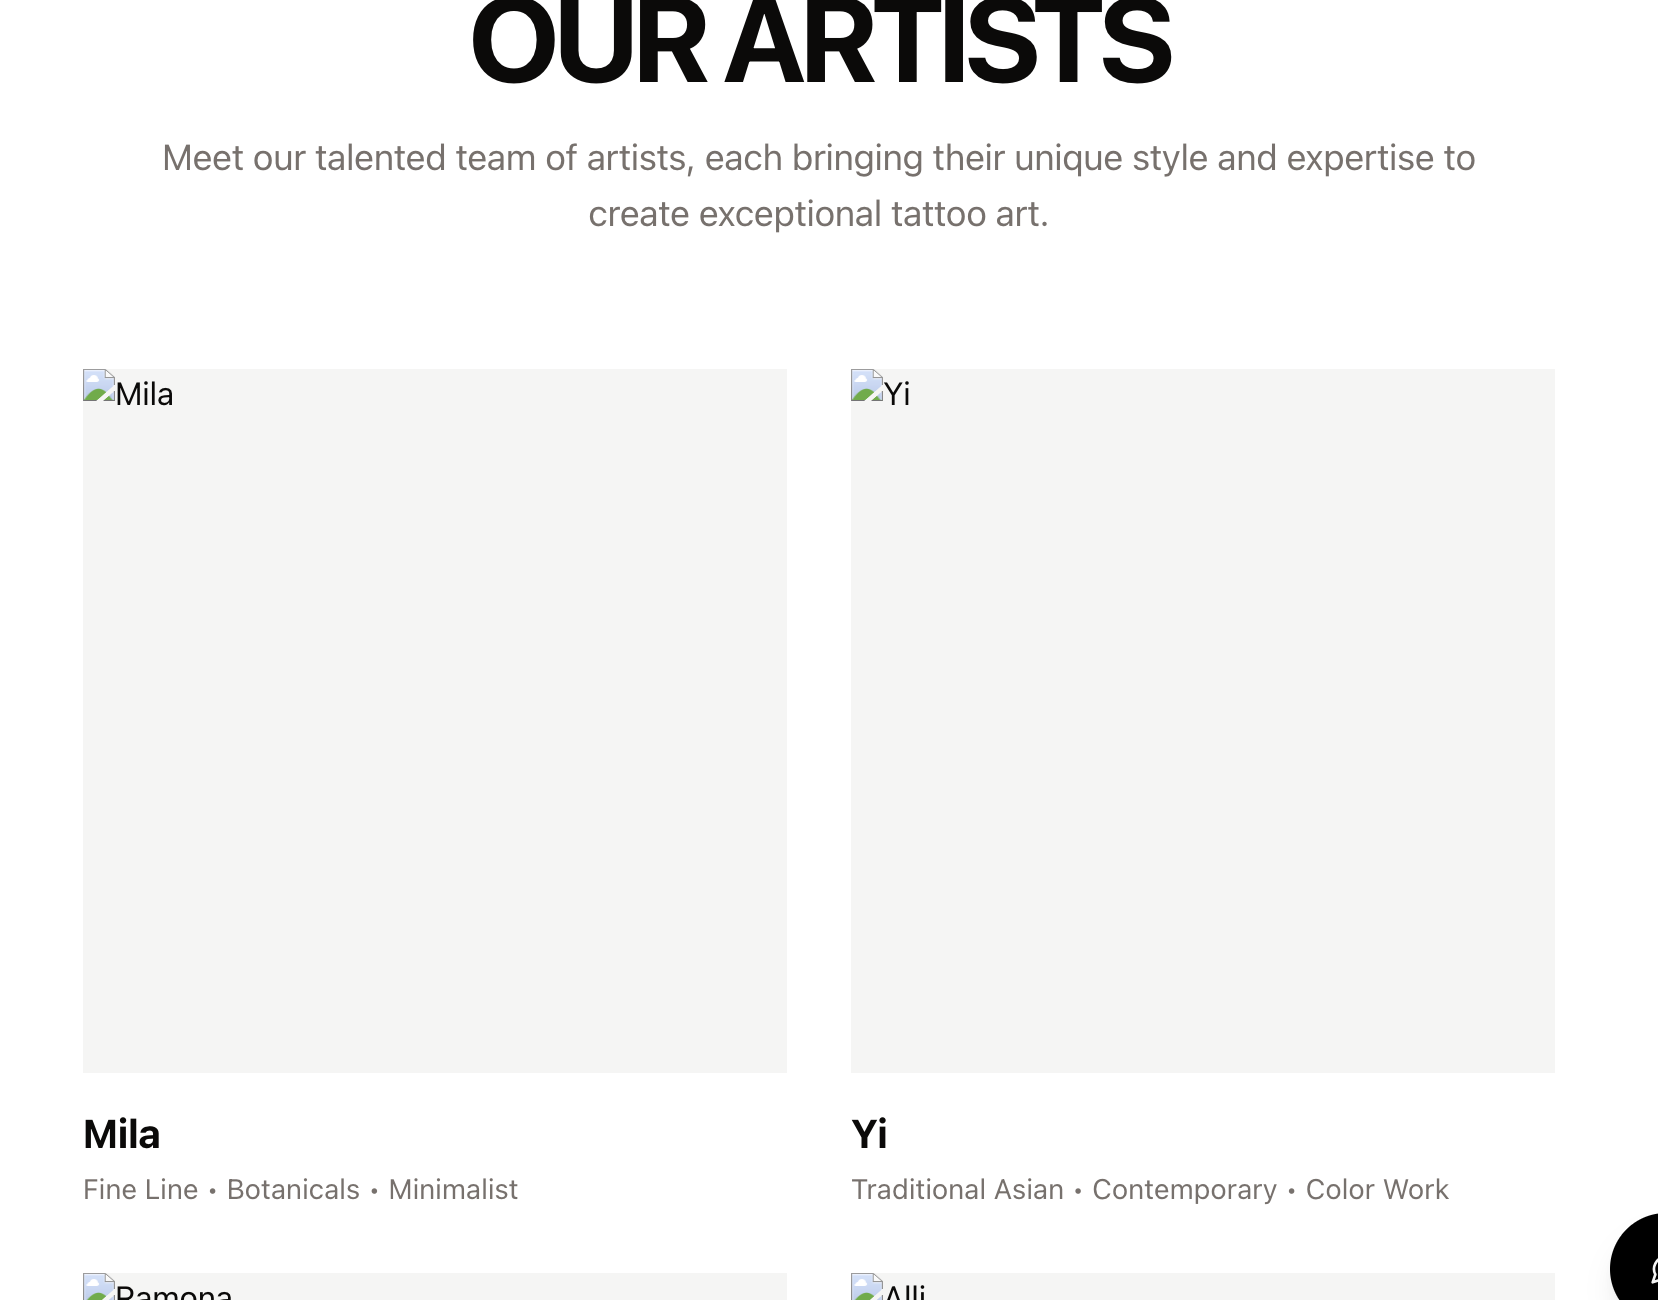 OUR ARTISTS
Meet our talented team of artists, each bringing their unique style and expertise to
create exceptional tattoo art.
Mila
Yi
Mila
Fine Line • Botanicals • Minimalist
Yi
Traditional Asian • Contemporary • Color Work
Ramona
Alli